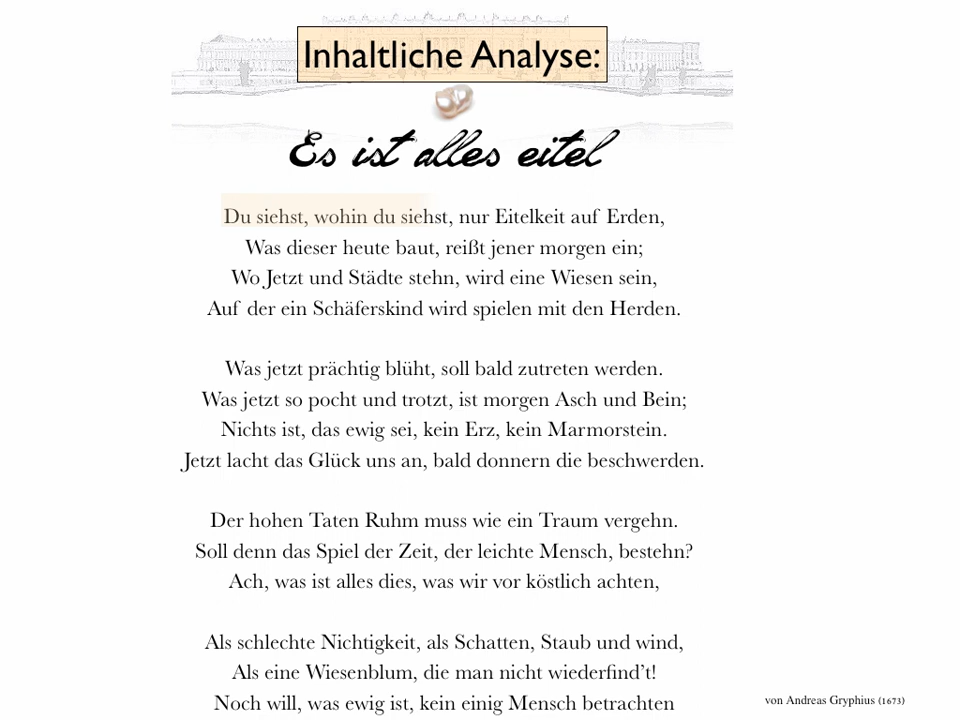 Inhaltliche Analyse:
Es ist alles eitel
Du siehst, wohin du siehst, nur Eitelkeit auf Erden,
Was dieser heute baut, reißt jener morgen ein;
Wo Jetzt und Städte stehn, wird eine Wiesen sein,
Auf der ein Schäferskind wird spielen mit den Herden.
Was jetzt prächtig blüht, soll bald zutreten werden.
Was jetzt so pocht und trotzt, ist morgen Asch und Bein;
Nichts ist, das ewig sei, kein Erz, kein Marmorstein.
Jetzt lacht das Glück uns an, bald donnern die beschwerden.
Der hohen Taten Ruhm muss wie ein Traum vergehn.
Soll denn das Spiel der Zeit, der leichte Mensch, bestehn?
Ach, was ist alles dies, was wir vor köstlich achten,
Als schlechte Nichtigkeit, als Schatten, Staub und wind,
Als eine Wiesenblum, die man nicht wiederfind't!
Noch will, was ewig ist, kein einig Mensch betrachten
von Andreas Gryphius (1673)